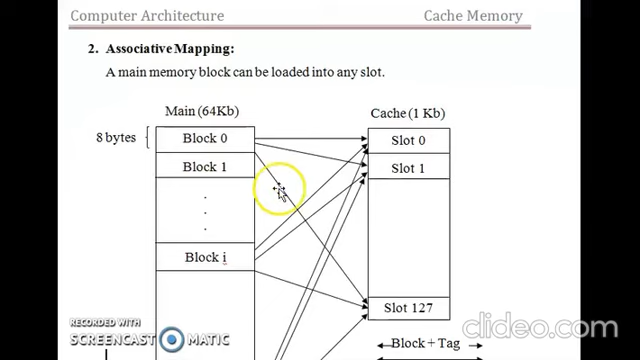 Computer Architecture Cache Memory
2. Associative Mapping:
A main memory block can be loaded into any slot.
Main (64Kb) Cache (1 Kb)
8 bytes Block 0 Slot 0
Block 1 Slot 1
Block i
Slot 127
Block + Tag
RECORDED WITH
SCREENCAST MATIC
clideo.com